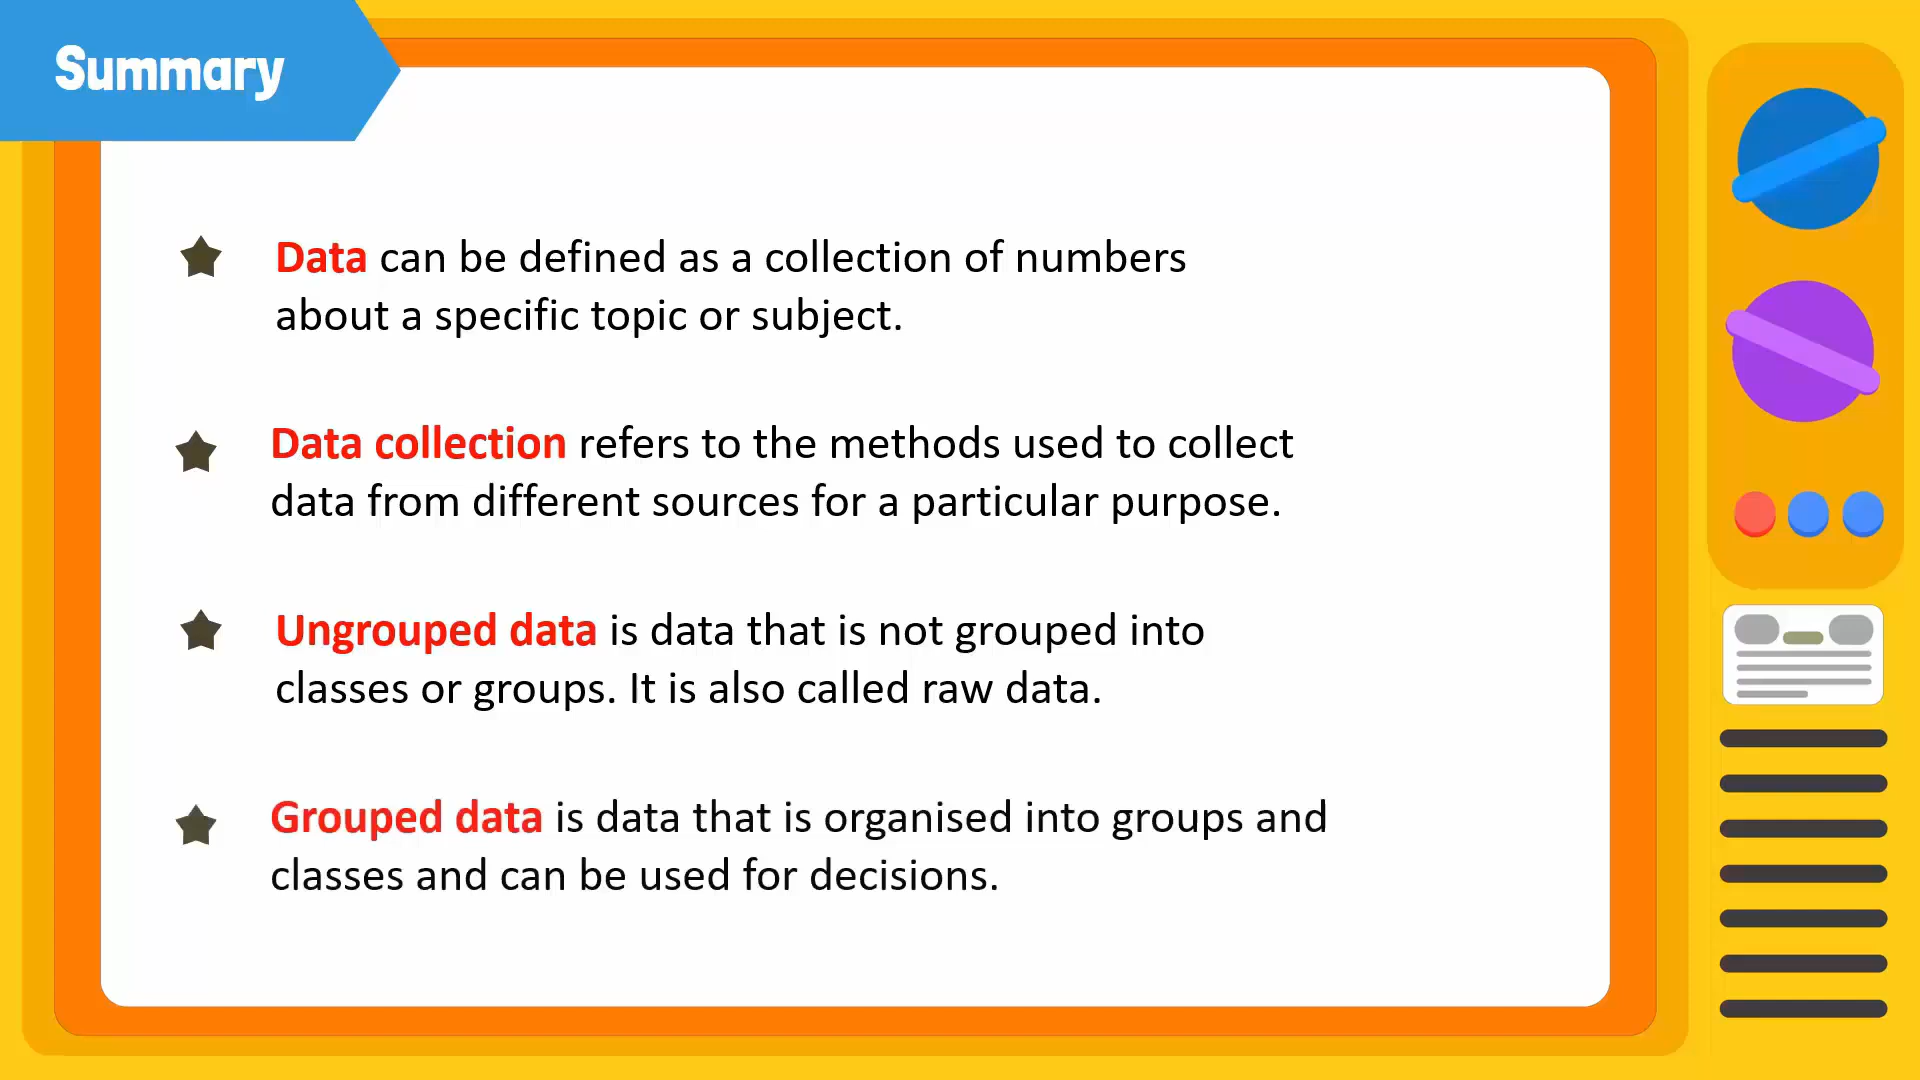 Summary
Data can be defined as a collection of numbers
about a specific topic or subject.
Data collection refers to the methods used to collect
data from different sources for a particular purpose.
Ungrouped data is data that is not grouped into
classes or groups. It is also called raw data.
Grouped data is data that is organised into groups and
classes and can be used for decisions.